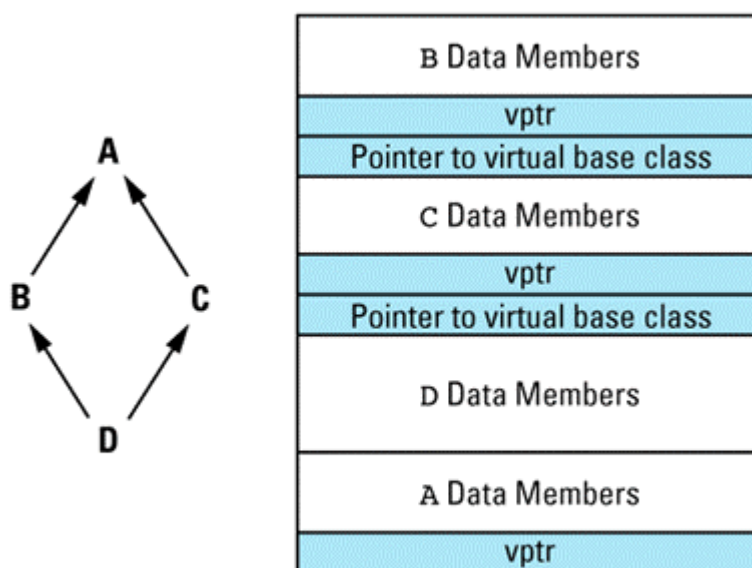 A
B
C
D
B Data Members
vptr
Pointer to virtual base class
C Data Members
vptr
Pointer to virtual base class
D Data Members
A Data Members
vptr